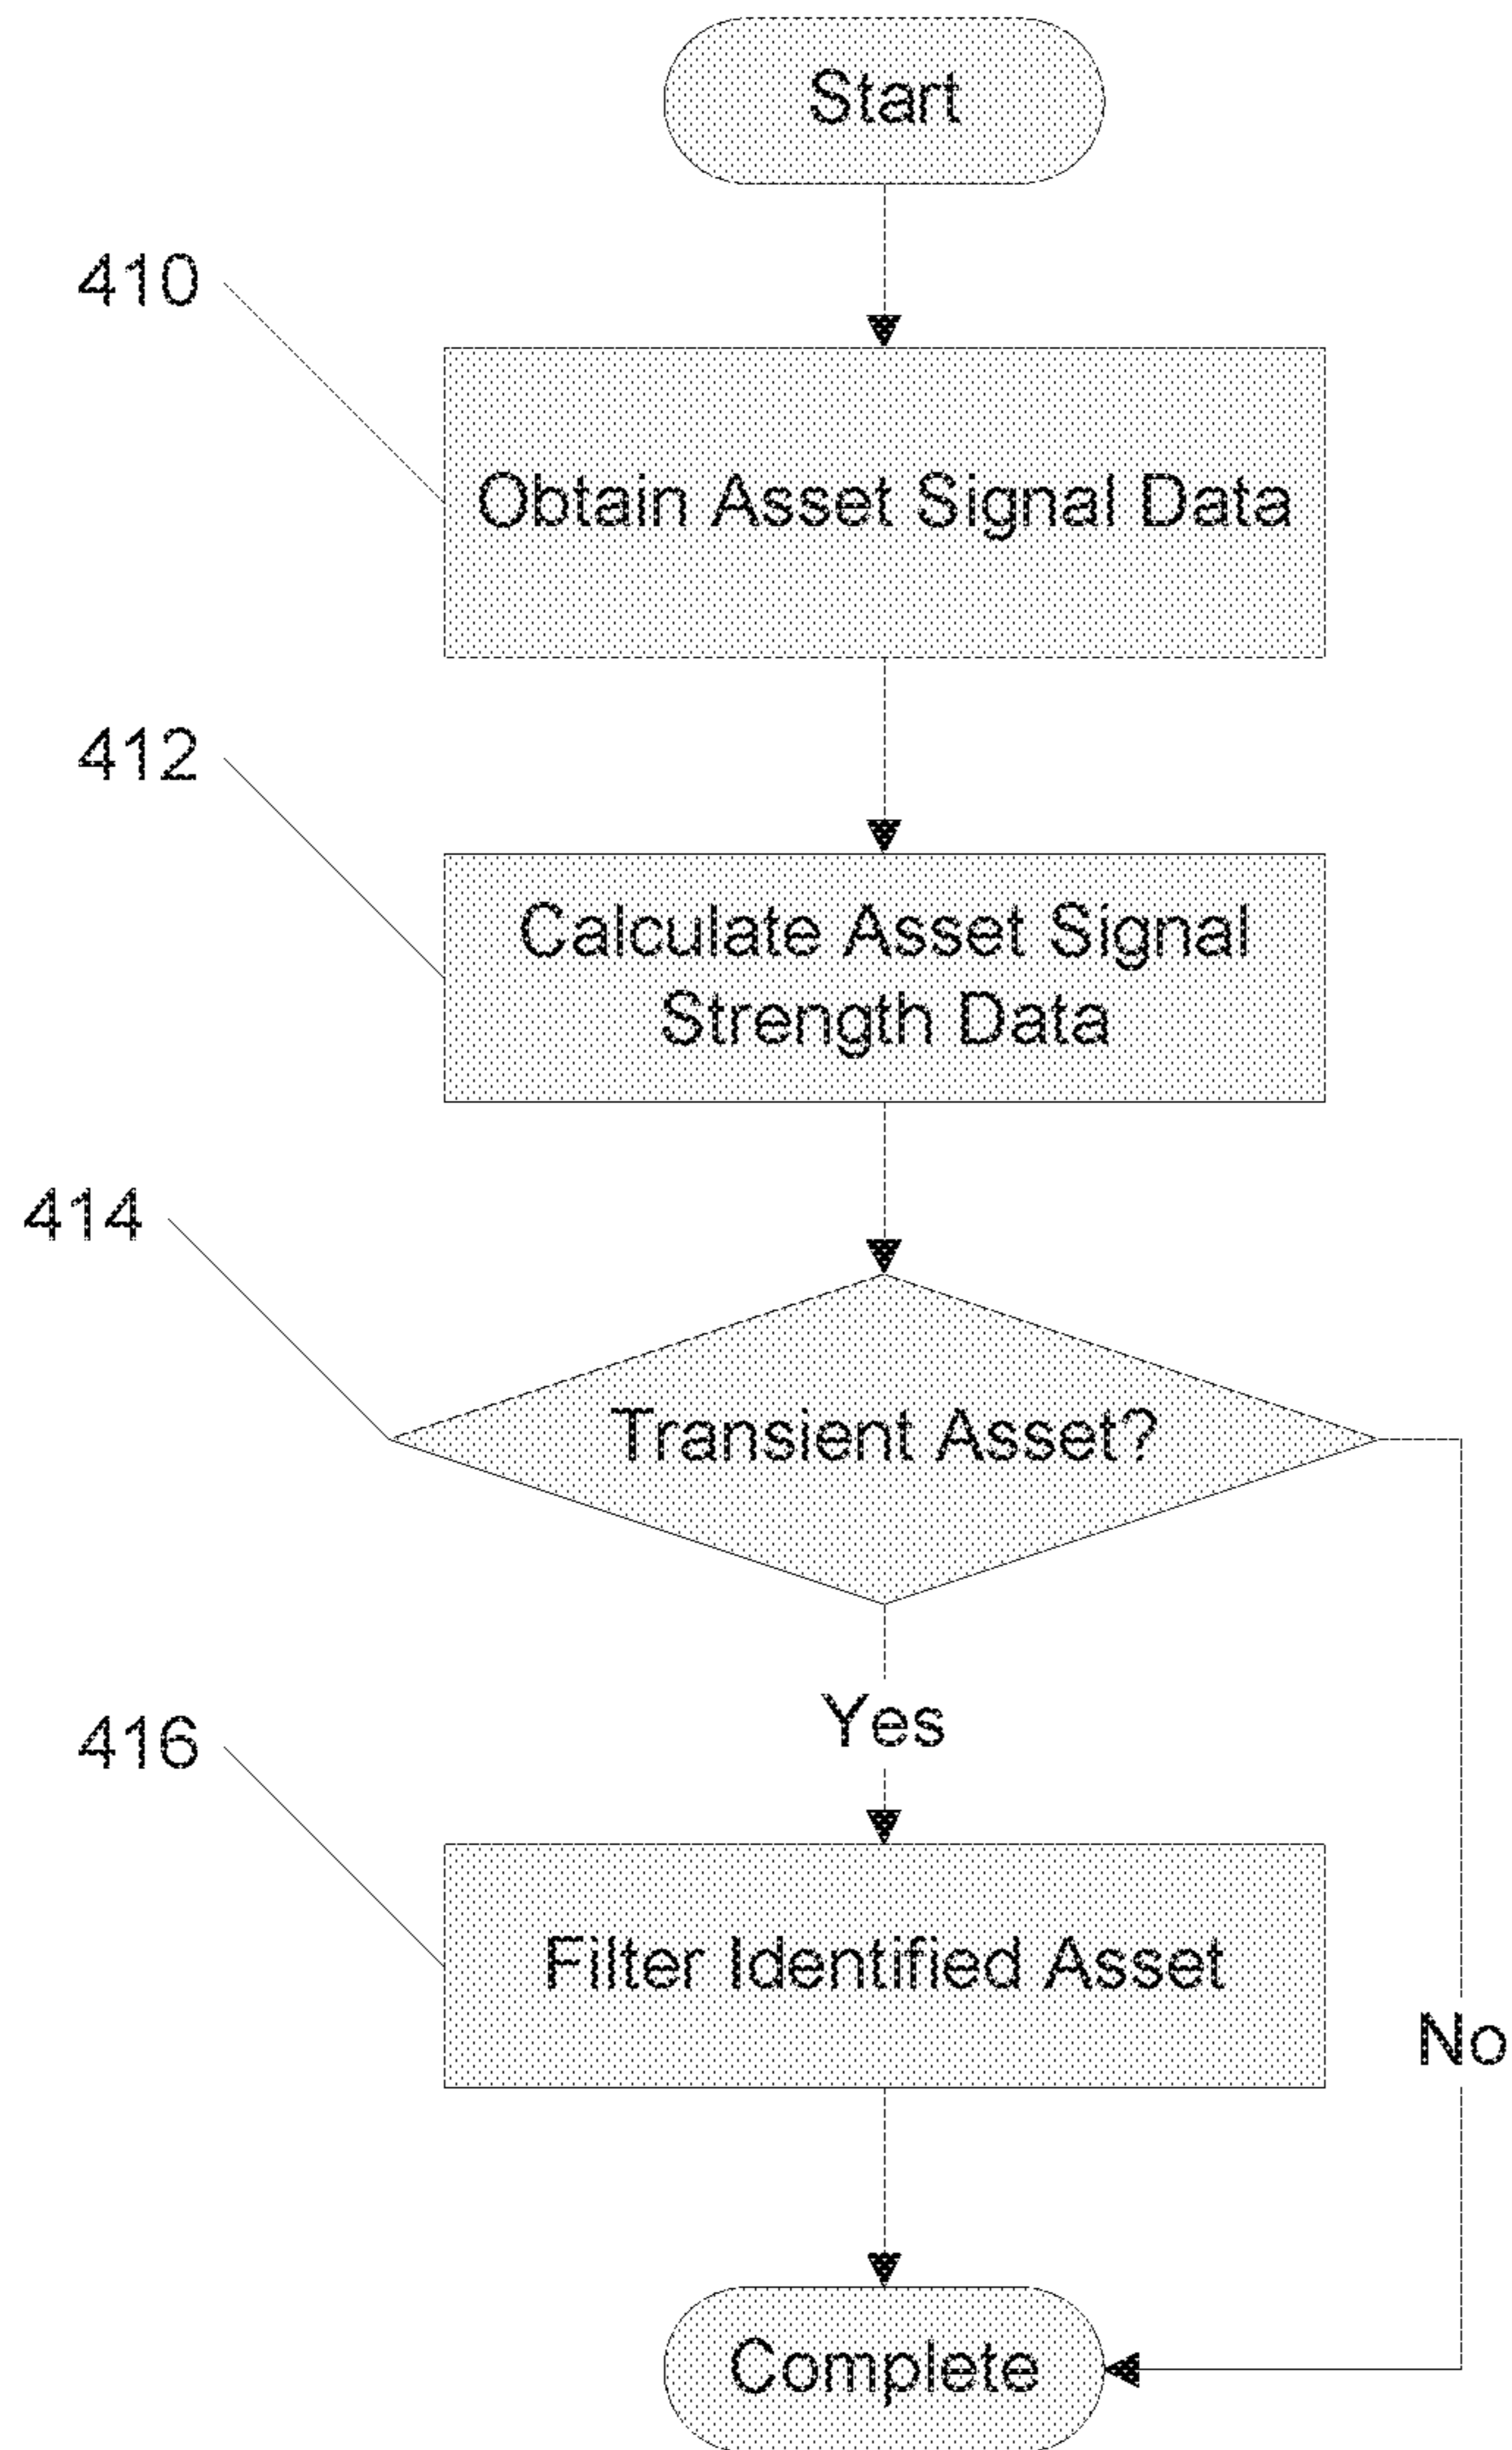 Start
410
Obtain Asset Signal Data
412
Calculate Asset Signal
Strength Data
414
Transient Asset?
Yes
416
Filter Identified Asset
No
Complete